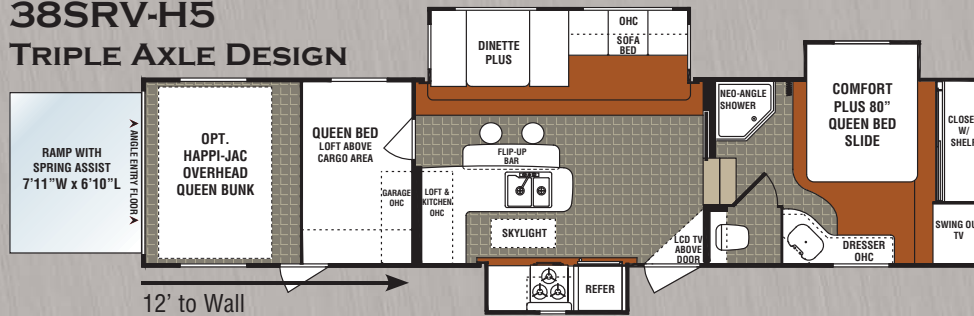 38SRV-H5
TRIPLE AXLE DESIGN
RAMP WITH
SPRING ASSIST
7'11"W x 6'10"L
ANGLE ENTRY FLOOR
OPT.
HAPPI-JAC
OVERHEAD
QUEEN BUNK
QUEEN BED
LOFT ABOVE
CARGO AREA
GARAGE
OHC
LOFT &
KITCHEN
OHC
DINETTE
PLUS
OHC
SOFA
BED
FLIP-UP
BAR
SKYLIGHT
REFER
LCD TV
ABOVE
DOOR
NEO-ANGLE
SHOWER
COMFORT
PLUS 80"
QUEEN BED
SLIDE
DRESSER
OHC
W/
SWING
TV
12' to Wall